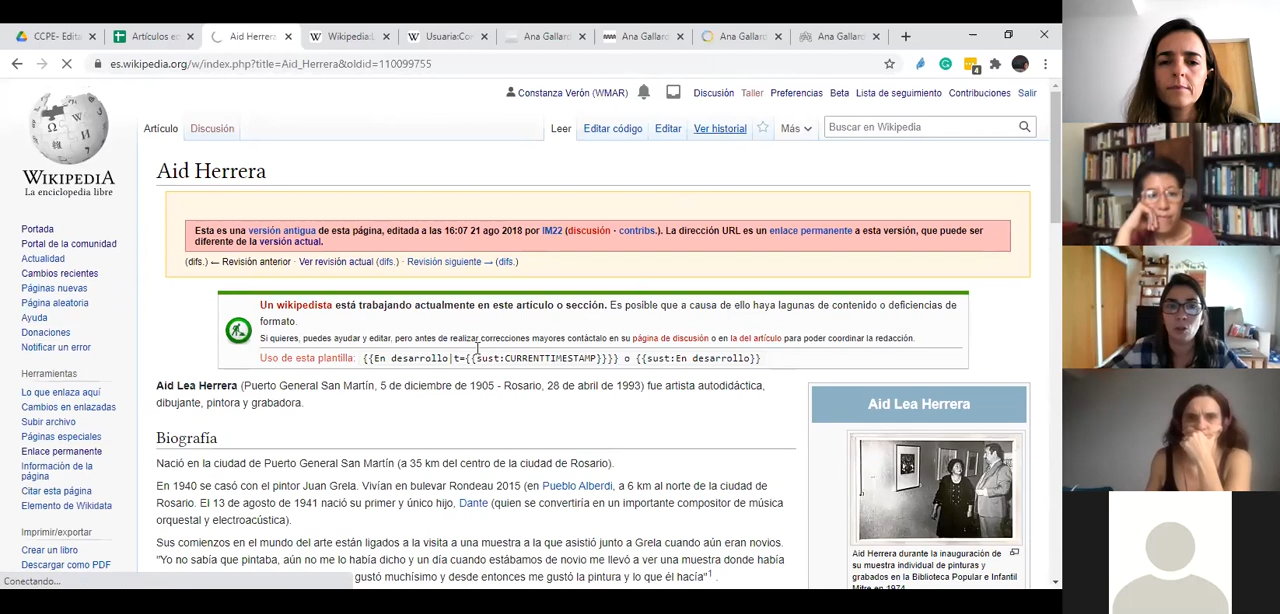 CCPE- Edita
Artículos en
Aid Herrera
Wikipedia:L
Usuaria:Con
Ana Gallard
Ana Gallard
Ana Gallard
Ana Gallard
es.wikipedia.org/w/index.php?title=Aid_Herrera&oldid=110099755
4
Constanza Verón (WMAR)
Discusión
Taller
Preferencias
Beta
Lista de seguimiento
Contribuciones
Salir
Artículo
Discusión
Leer
Editar código
Editar
Ver historial
Más
Buscar en Wikipedia
WIKIPEDIA
La enciclopedia libre
Portada
Portal de la comunidad
Actualidad
Cambios recientes
Páginas nuevas
Página aleatoria
Ayuda
Donaciones
Notificar un error
Herramientas
Lo que enlaza aquí
Cambios en enlazadas
Subir archivo
Páginas especiales
Enlace permanente
Información de la
página
Citar esta página
Elemento de Wikidata
Imprimir/exportar
Crear un libro
Descargar como PDF
Conectando...
Aid Herrera
Esta es una versión antigua de esta página, editada a las 16:07 21 ago 2018 por IM22 (discusión · contribs.). La dirección URL es un enlace permanente a esta versión, que puede ser
diferente de la versión actual.
(difs.) ← Revisión anterior · Ver revisión actual (difs.) · Revisión siguiente → (difs.)
Un wikipedista está trabajando actualmente en este artículo o sección. Es posible que a causa de ello haya lagunas de contenido o deficiencias de
formato.
Si quieres, puedes ayudar y editar, pero antes de realizar correcciones mayores contáctalo en su página de discusión o en la del artículo para poder coordinar la redacción.
Uso de esta plantilla: {{En desarrollo|t={{sust:CURRENTTIMESTAMP}}}} o {{sust:En desarrollo}}
Aid Lea Herrera (Puerto General San Martín, 5 de diciembre de 1905 - Rosario, 28 de abril de 1993) fue artista autodidáctica,
dibujante, pintora y grabadora.
Biografía
Nació en la ciudad de Puerto General San Martín (a 35 km del centro de la ciudad de Rosario).
En 1940 se casó con el pintor Juan Grela. Vivían en bulevar Rondeau 2015 (en Pueblo Alberdi, a 6 km al norte de la ciudad de
Rosario. El 13 de agosto de 1941 nació su primer y único hijo, Dante (quien se convertiría en un importante compositor de música
orquestal y electroacústica).
Sus comienzos en el mundo del arte están ligados a la visita a una muestra a la que asistió junto a Grela cuando aún eran novios.
"Yo no sabía que pintaba, aún no me lo había dicho y un día cuando estábamos de novio me llevó a ver una muestra donde había
gustó muchísimo y desde entonces me gustó la pintura y lo que él hacía"1 .
Aid Lea Herrera
Aid Herrera durante la inauguración de
su muestra individual de pinturas y
grabados en la Biblioteca Popular e Infantil
Mitre en 1974